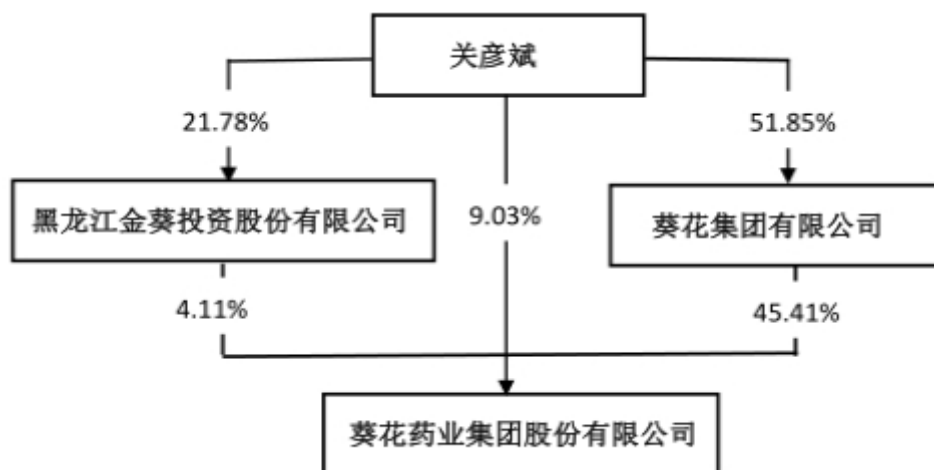 关彦斌
21.78%
51.85%
黑龙江金葵投资股份有限公司
9.03%
葵花集团有限公司
4.11%
45.41%
葵花药业集团股份有限公司